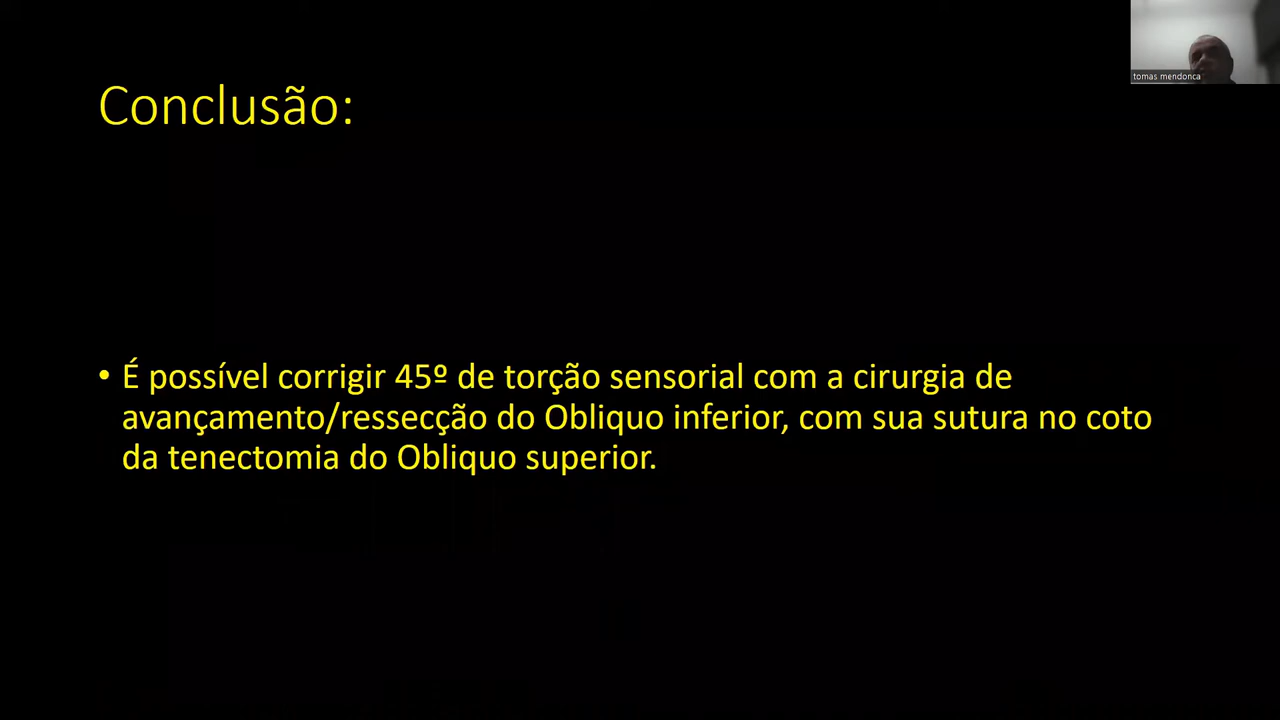 tomas mendonca
Conclusão:
• É possível corrigir 45º de torção sensorial com a cirurgia de
avançamento/ressecção do Obliquo inferior, com sua sutura no coto
da tenectomia do Obliquo superior.